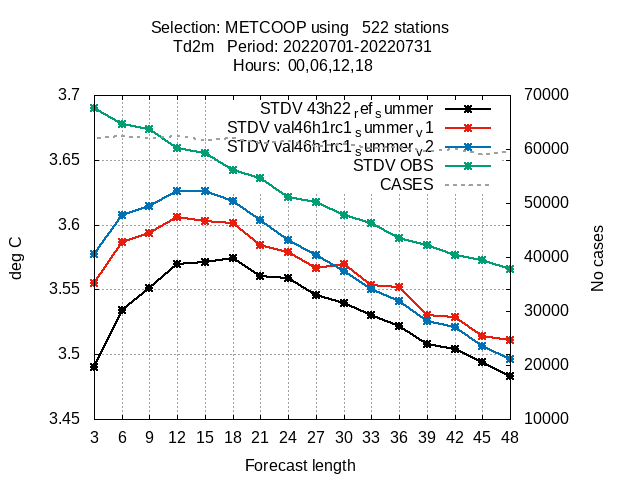 Selection: METCOOP using   522 stations
Td2m   Period: 20220701-20220731
Hours:  00,06,12,18
3.7
3.65
3.6
3.55
3.5
3.45
70000
60000
50000
40000
30000
20000
10000
STDV 43h22refsummer
STDV val46h1rc1summerv1
STDV val46h1rc1summerv2
STDV OBS
CASES
deg C
No cases
3 6 9 12 15 18 21 24 27 30 33 36 39 42 45 48
Forecast length